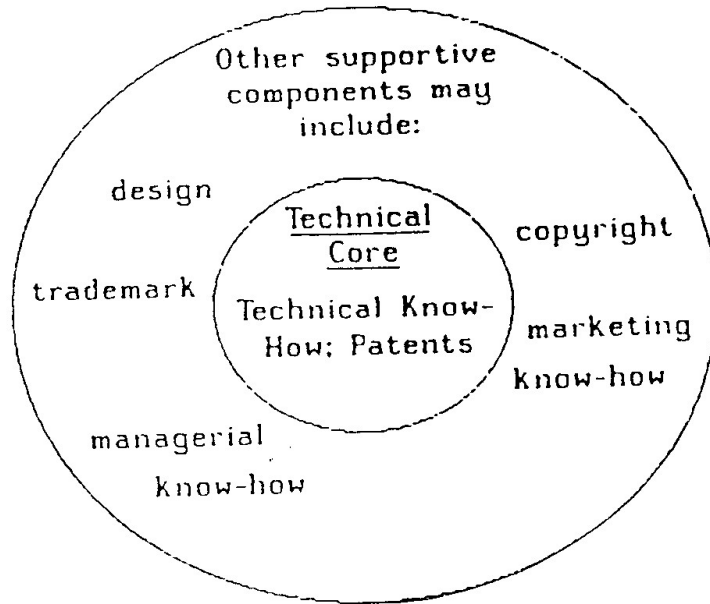 Other supportive
components may
include:
design
trademark
managerial
know-how
Technical
Core
Technical Know-
How; Patents
copyright
marketing
know-how